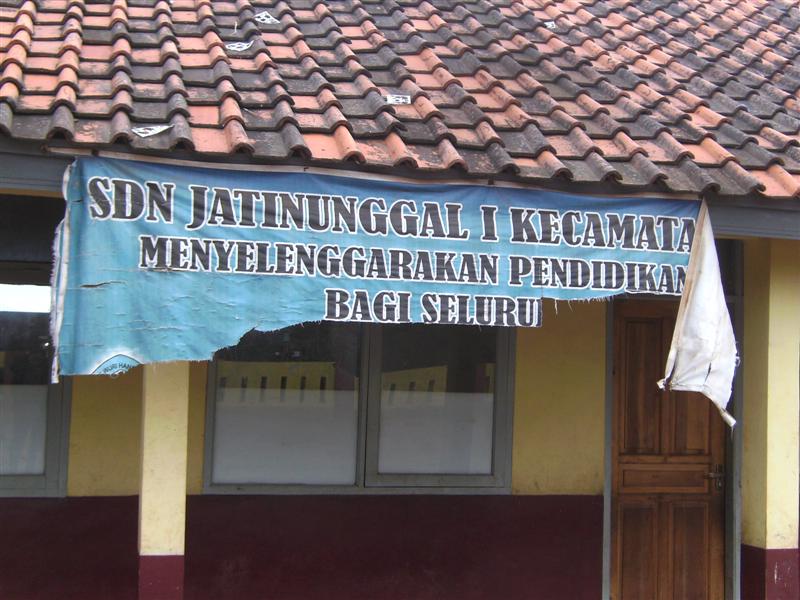 SDN JATINUNGGAL I KECAMATA
MENYELENGGARAKAN PENDIDIKAN
BAGI SELURU